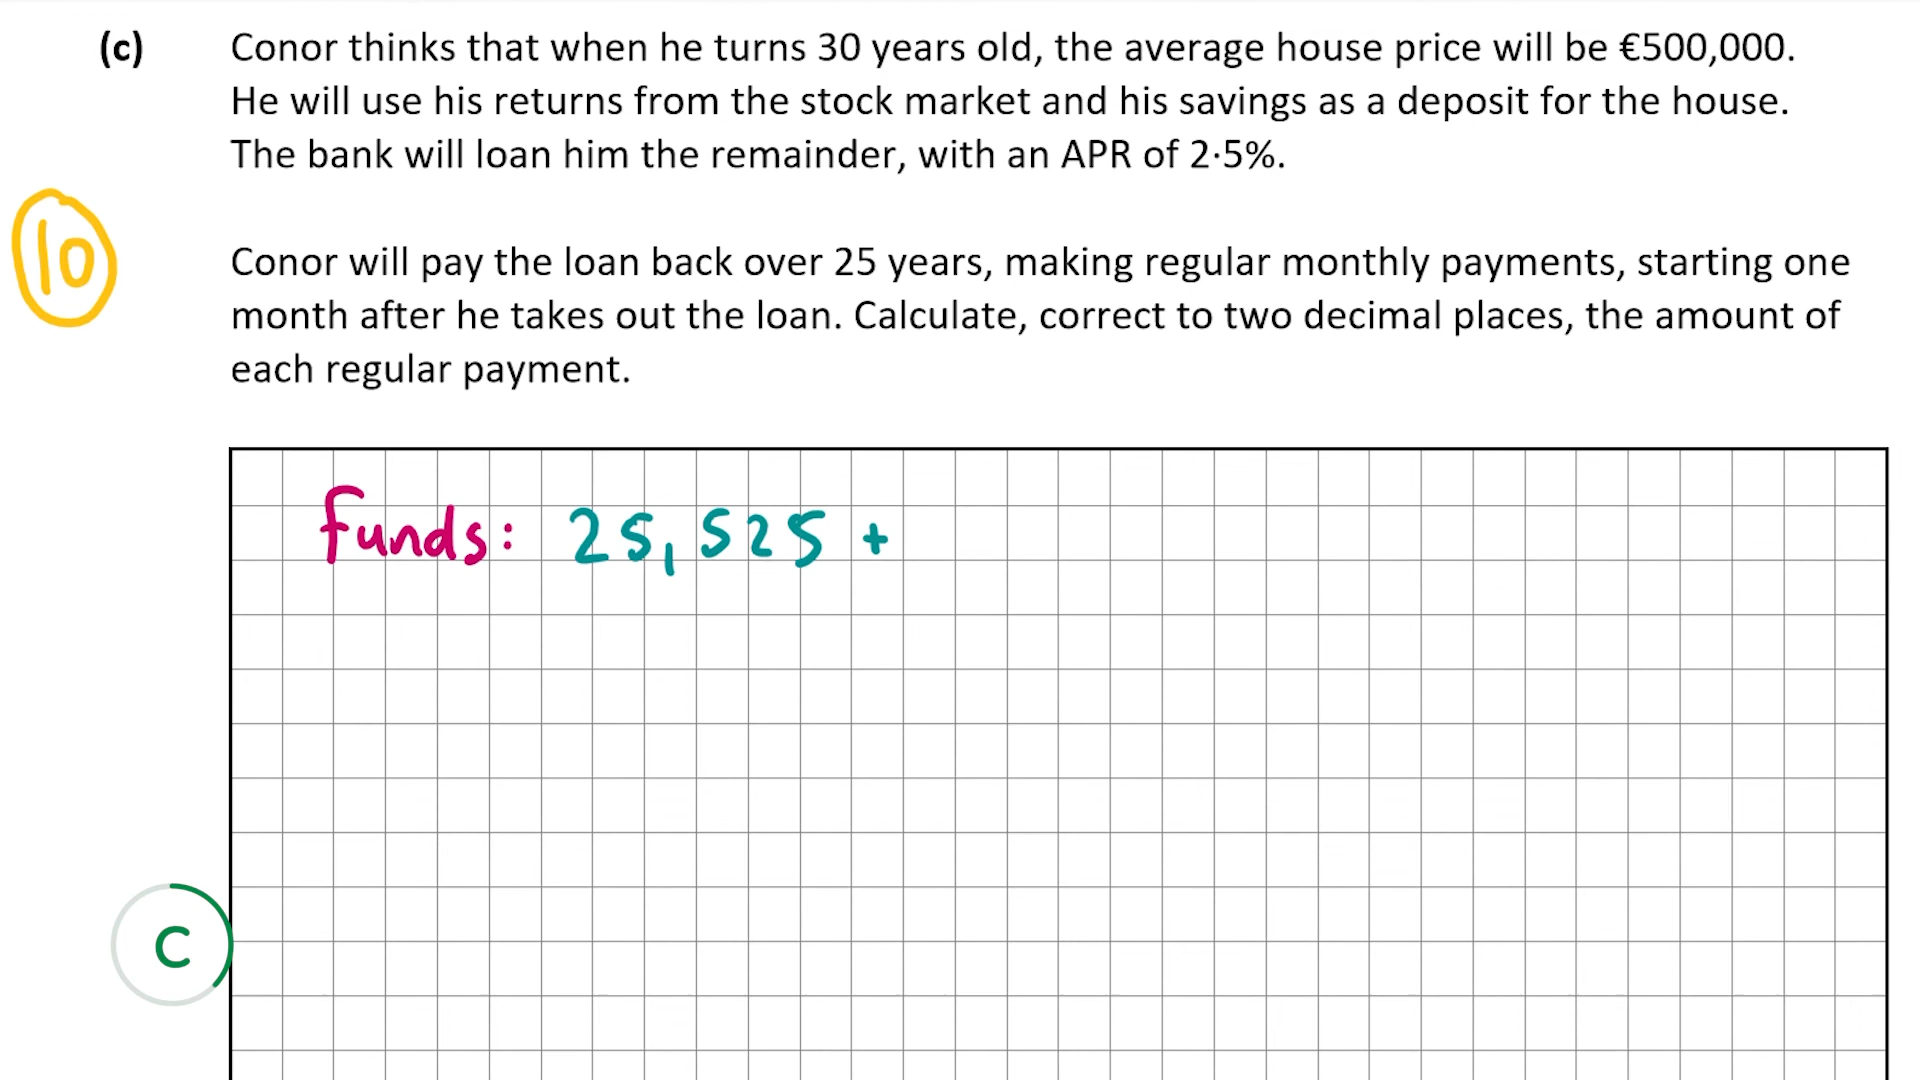 (c) Conor thinks that when he turns 30 years old, the average house price will be €500,000.
He will use his returns from the stock market and his savings as a deposit for the house.
The bank will loan him the remainder, with an APR of 2·5%.
10
Conor will pay the loan back over 25 years, making regular monthly payments, starting one
month after he takes out the loan. Calculate, correct to two decimal places, the amount of
each regular payment.
funds: 25,525 +
C